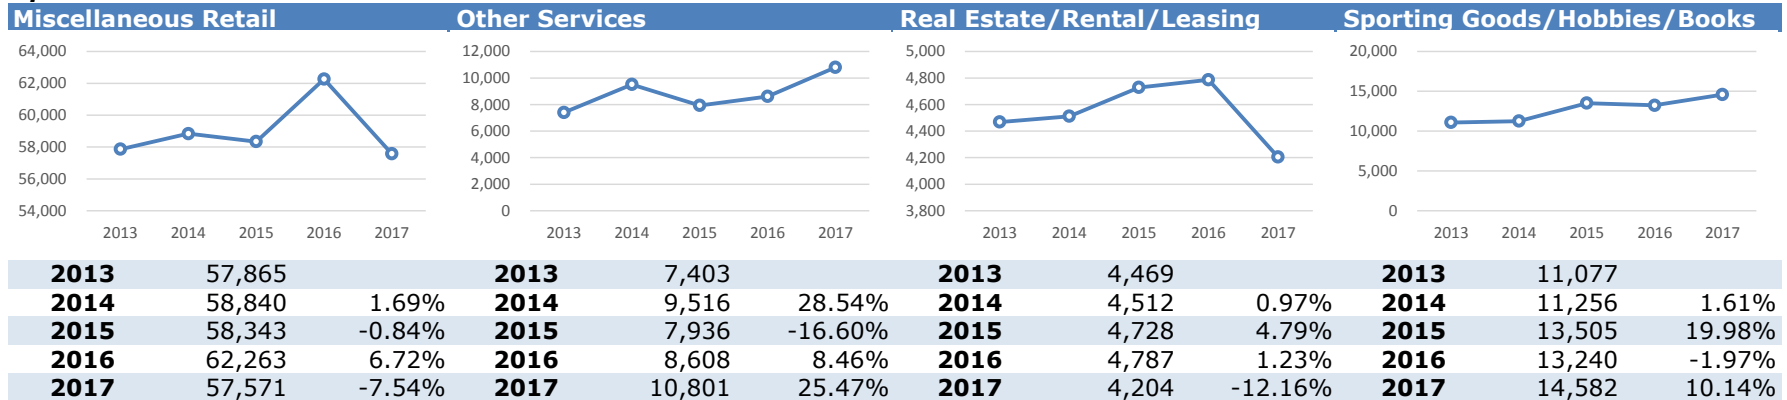 Miscellaneous Retail Other Services Real Estate/Rental/Leasing Sporting Goods/Hobbies/Books
64,000 12,000 5,000 20,000
62,000 10,000 4,800 15,000
60,000 8,000 4,600 10,000
58,000 6,000 4,400 5,000
56,000 4,000 4,200 0
54,000 2,000 4,000
0 3,800
2013 2014 2015 2016 2017 2013 2014 2015 2016 2017 2013 2014 2015 2016 2017 2013 2014 2015 2016 2017
2013 57,865 2013 7,403 2013 4,469 2013 11,077
2014 58,840 1.69% 2014 9,516 28.54% 2014 4,512 0.97% 2014 11,256 1.61%
2015 58,343 -0.84% 2015 7,936 -16.60% 2015 4,728 4.79% 2015 13,505 19.98%
2016 62,263 6.72% 2016 8,608 8.46% 2016 4,787 1.23% 2016 13,240 -1.97%
2017 57,571 -7.54% 2017 10,801 25.47% 2017 4,204 -12.16% 2017 14,582 10.14%